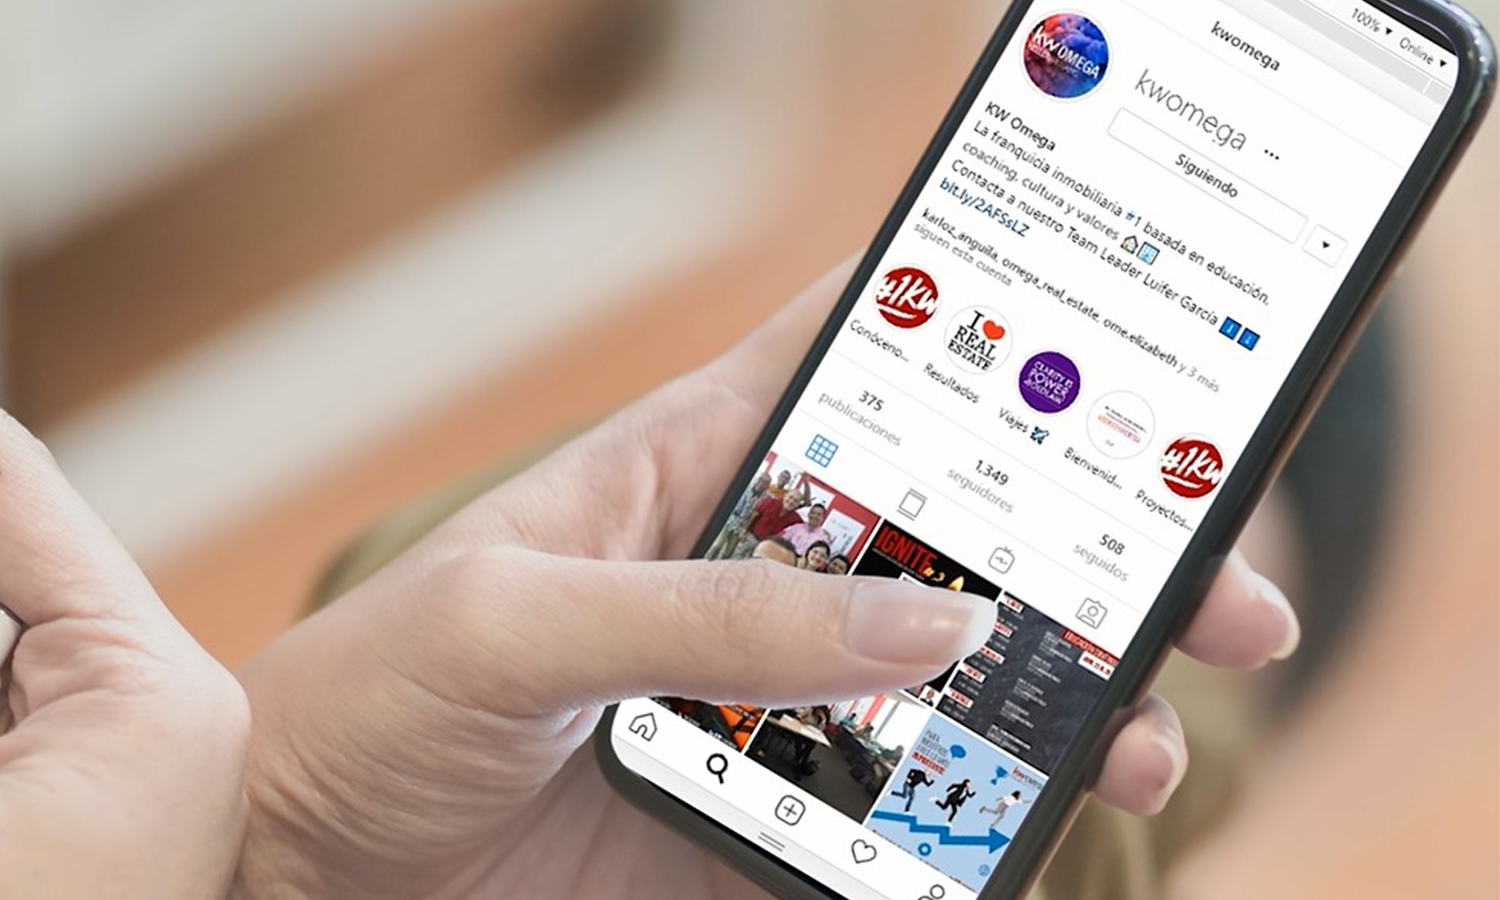 100% ▼ Online ▼
kwomega
KW OMEGA
kwomega ...
Siguiendo
KW Omega
La franquicia inmobiliaria #1 basada en educación,
coaching, cultura y valores
Contacta a nuestro Team Leader Luifer García
bit.ly/2AFSsLZ
karloz_anguila, omega_real_estate, ome.elizabeth y 3 más
siguen esta cuenta
#1KW
I ❤ REAL ESTATE
CLARITY IS
POWER
#1KW
Conóceno...
Resultados
Viajes
Bienvenid...
Proyectos...
375
publicaciones
1,349
seguidores
508
seguidos
IGNITE